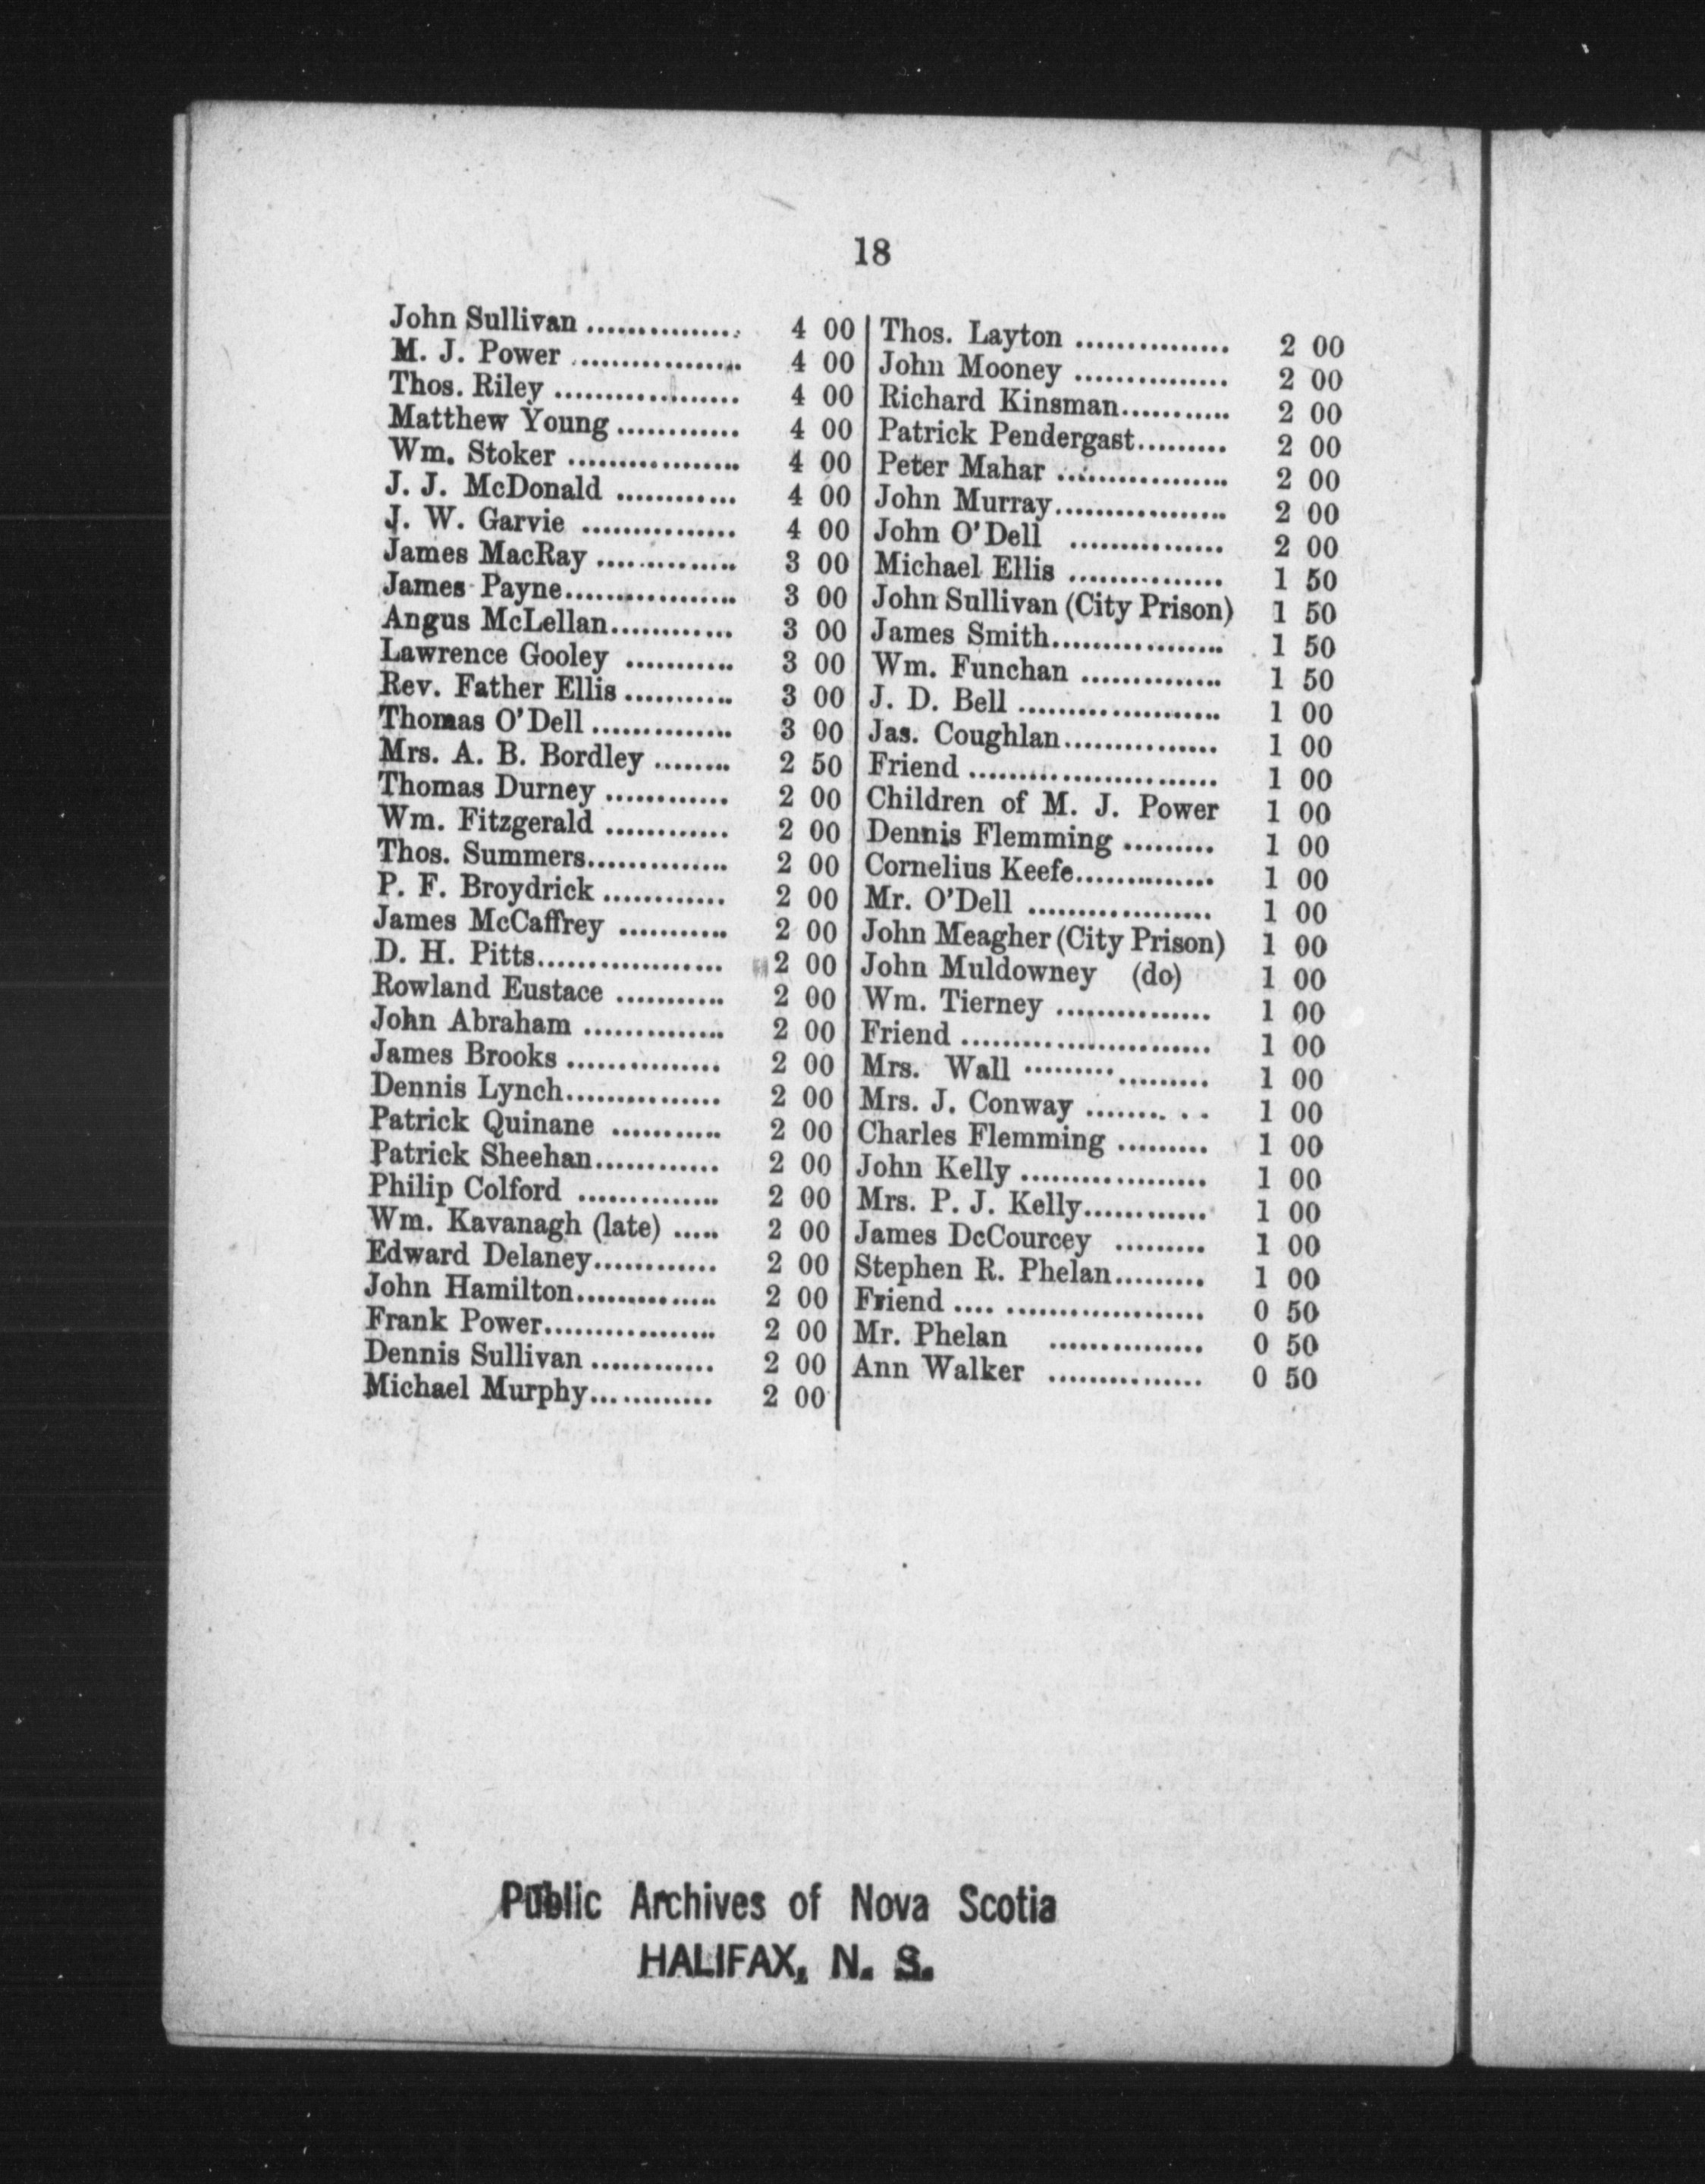 18
John Sullivan ............... 4 00
M. J. Power ................ 4 00
Thos. Riley .................. 4 00
Matthew Young ............ 4 00
Wm. Stoker ................. 4 00
J. J. McDonald ............ 4 00
J. W. Garvie ............... 4 00
James MacRay .............. 3 00
James Payne................. 3 00
Angus McLellan............ 3 00
Lawrence Gooley ........... 3 00
Rev. Father Ellis ........... 3 00
Thomas O'Dell .............. 3 00
Mrs. A. B. Bordley ........ 2 50
Thomas Durney ............ 2 00
Wm. Fitzgerald ............ 2 00
Thos. Summers.............. 2 00
P. F. Broydrick ............ 2 00
James McCaffrey ........... 2 00
D. H. Pitts.................. 2 00
Rowland Eustace ........... 2 00
John Abraham .............. 2 00
James Brooks ............... 2 00
Dennis Lynch............... 2 00
Patrick Quinane ........... 2 00
Patrick Sheehan............ 2 00
Philip Colford .............. 2 00
Wm. Kavanagh (late) ..... 2 00
Edward Delaney............ 2 00
John Hamilton.............. 2 00
Frank Power................. 2 00
Dennis Sullivan ............ 2 00
Michael Murphy............ 2 00
Thos. Layton ............... 2 00
John Mooney ............... 2 00
Richard Kinsman........... 2 00
Patrick Pendergast......... 2 00
Peter Mahar ................. 2 00
John Murray................. 2 00
John O'Dell ............... 2 00
Michael Ellis ............... 1 50
John Sullivan (City Prison) 1 50
James Smith................. 1 50
Wm. Funchan .............. 1 50
J. D. Bell .................... 1 00
Jas. Coughlan............... 1 00
Friend ........................ 1 00
Children of M. J. Power 1 00
Dennis Flemming ......... 1 00
Cornelius Keefe.............. 1 00
Mr. O'Dell .................. 1 00
John Meagher (City Prison) 1 00
John Muldowney (do) 1 00
Wm. Tierney ............... 1 00
Friend ........................ 1 00
Mrs. Wall .................. 1 00
Mrs. J. Conway ........ . . 1 00
Charles Flemming ......... 1 00
John Kelly .................. 1 00
Mrs. P. J. Kelly............ 1 00
James DcCourcey ......... 1 00
Stephen R. Phelan......... 1 00
Friend .... ................... 0 50
Mr. Phelan ............... 0 50
Ann Walker ............... 0 50
Public Archives of Nova Scotia
HALIFAX, N. S.